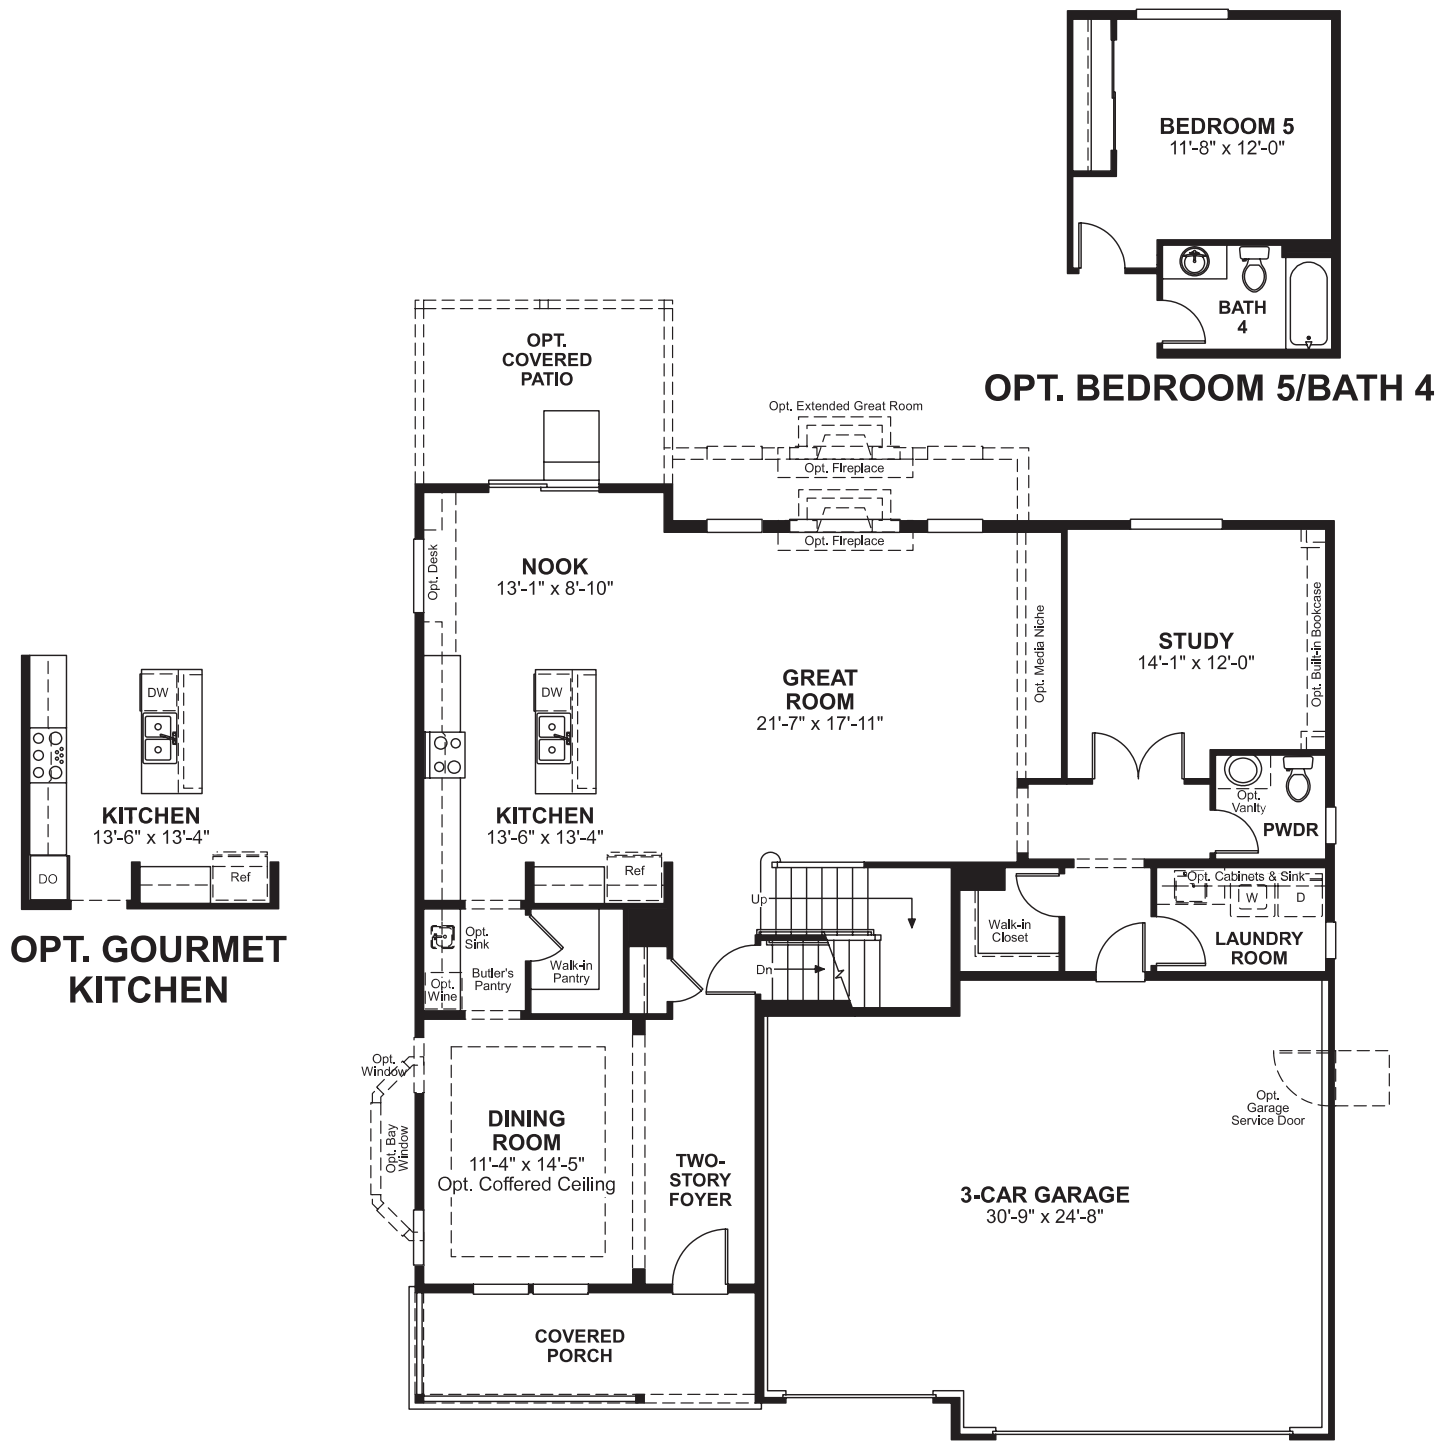 BEDROOM 5
11'-8" x 12'-0"
BATH
4
OPT. BEDROOM 5/BATH 4
OPT.
COVERED
PATIO
Opt. Extended Great Room
Opt. Fireplace
Opt. Fireplace
NOOK
13'-1" x 8'-10"
Opt. Desk
Opt. Media Niche
STUDY
14'-1" x 12'-0"
Opt. Built-in Bookcase
GREAT
ROOM
21'-7" x 17'-11"
DW
KITCHEN
13'-6" x 13'-4"
DO
Ref
OPT. GOURMET
KITCHEN
DW
KITCHEN
13'-6" x 13'-4"
Ref
Opt.
Vanity
PWDR
Up
Dn
Walk-in
Closet
Opt. Cabinets & Sink
W
D
LAUNDRY
ROOM
Opt.
Sink
Butler's
Pantry
Opt.
Wine
Walk-in
Pantry
Opt.
Window
Opt. Bay
Window
DINING
ROOM
11'-4" x 14'-5"
Opt. Coffered Ceiling
TWO-
STORY
FOYER
Opt.
Garage
Service Door
3-CAR GARAGE
30'-9" x 24'-8"
COVERED
PORCH